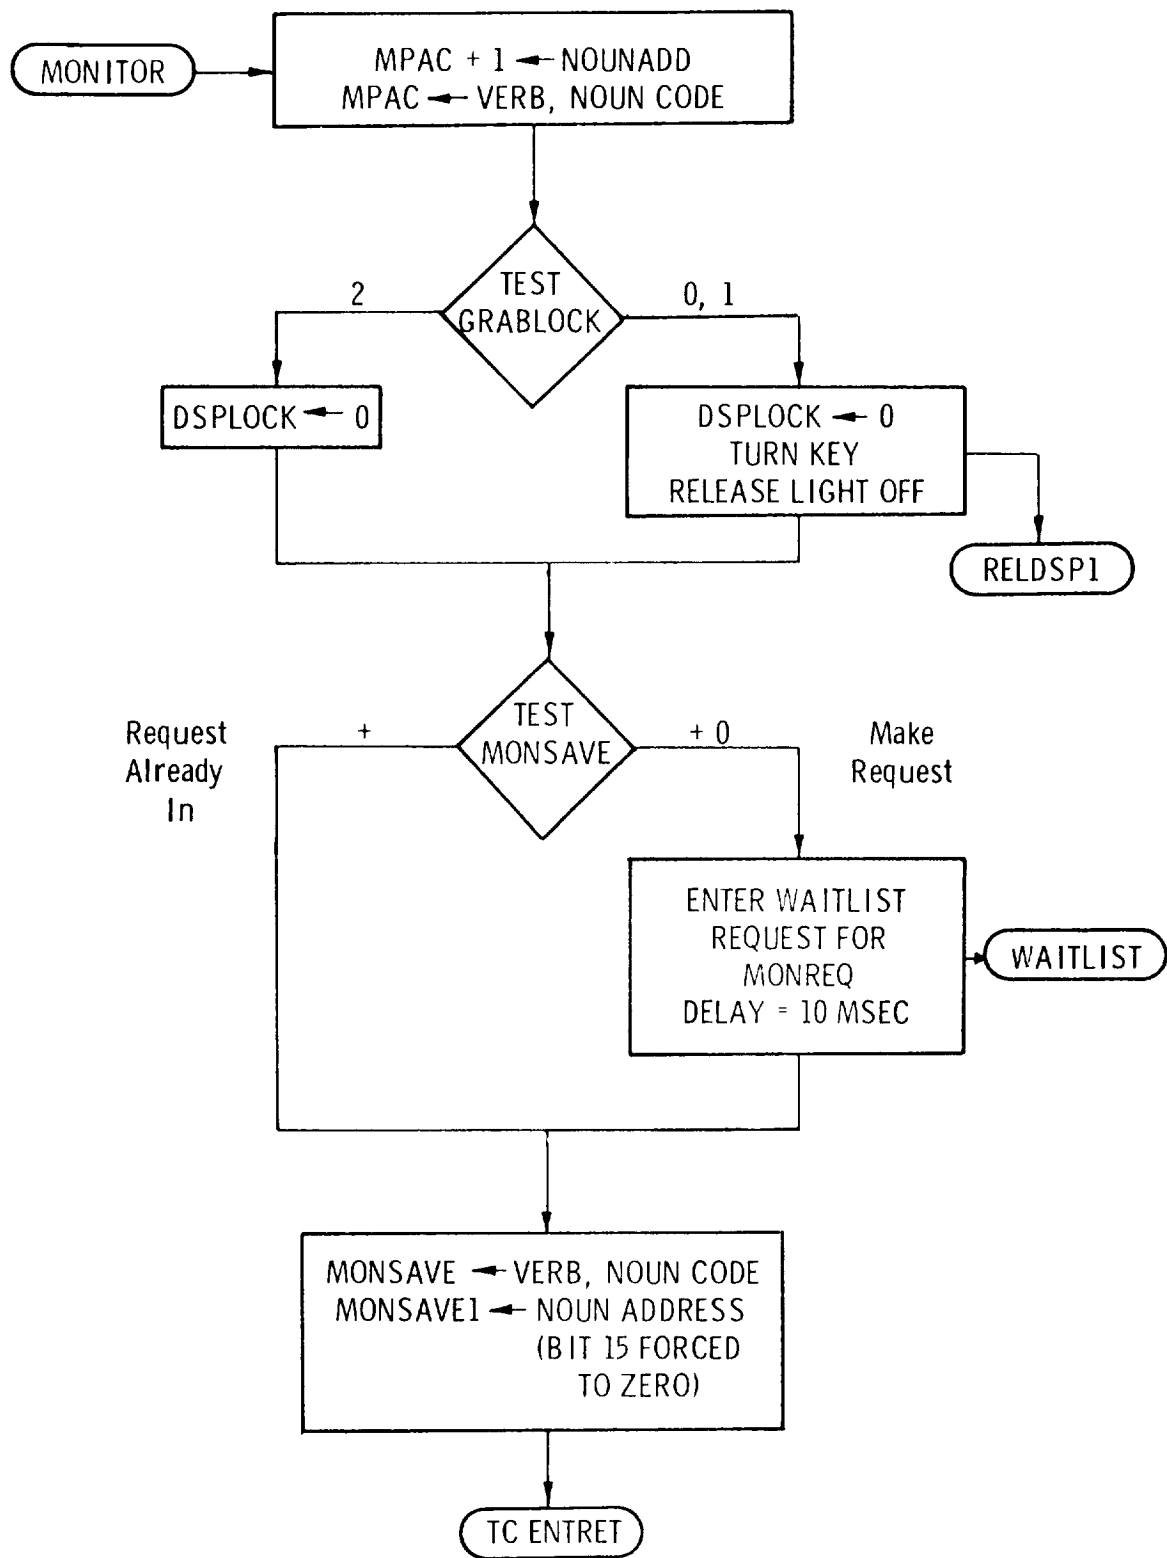 MONITOR
MPAC + 1 ← NOUNADD
MPAC ← VERB, NOUN CODE
TEST
GRABLOCK
2
0, 1
DSPLOCK ← 0
DSPLOCK ← 0
TURN KEY
RELEASE LIGHT OFF
RELDSP1
TEST
MONSAVE
+
+ 0
Request
Already
In
Make
Request
ENTER WAITLIST
REQUEST FOR
MONREQ
DELAY = 10 MSEC
WAITLIST
MONSAVE ← VERB, NOUN CODE
MONSAVE1 ← NOUN ADDRESS
(BIT 15 FORCED
TO ZERO)
TC ENTRET